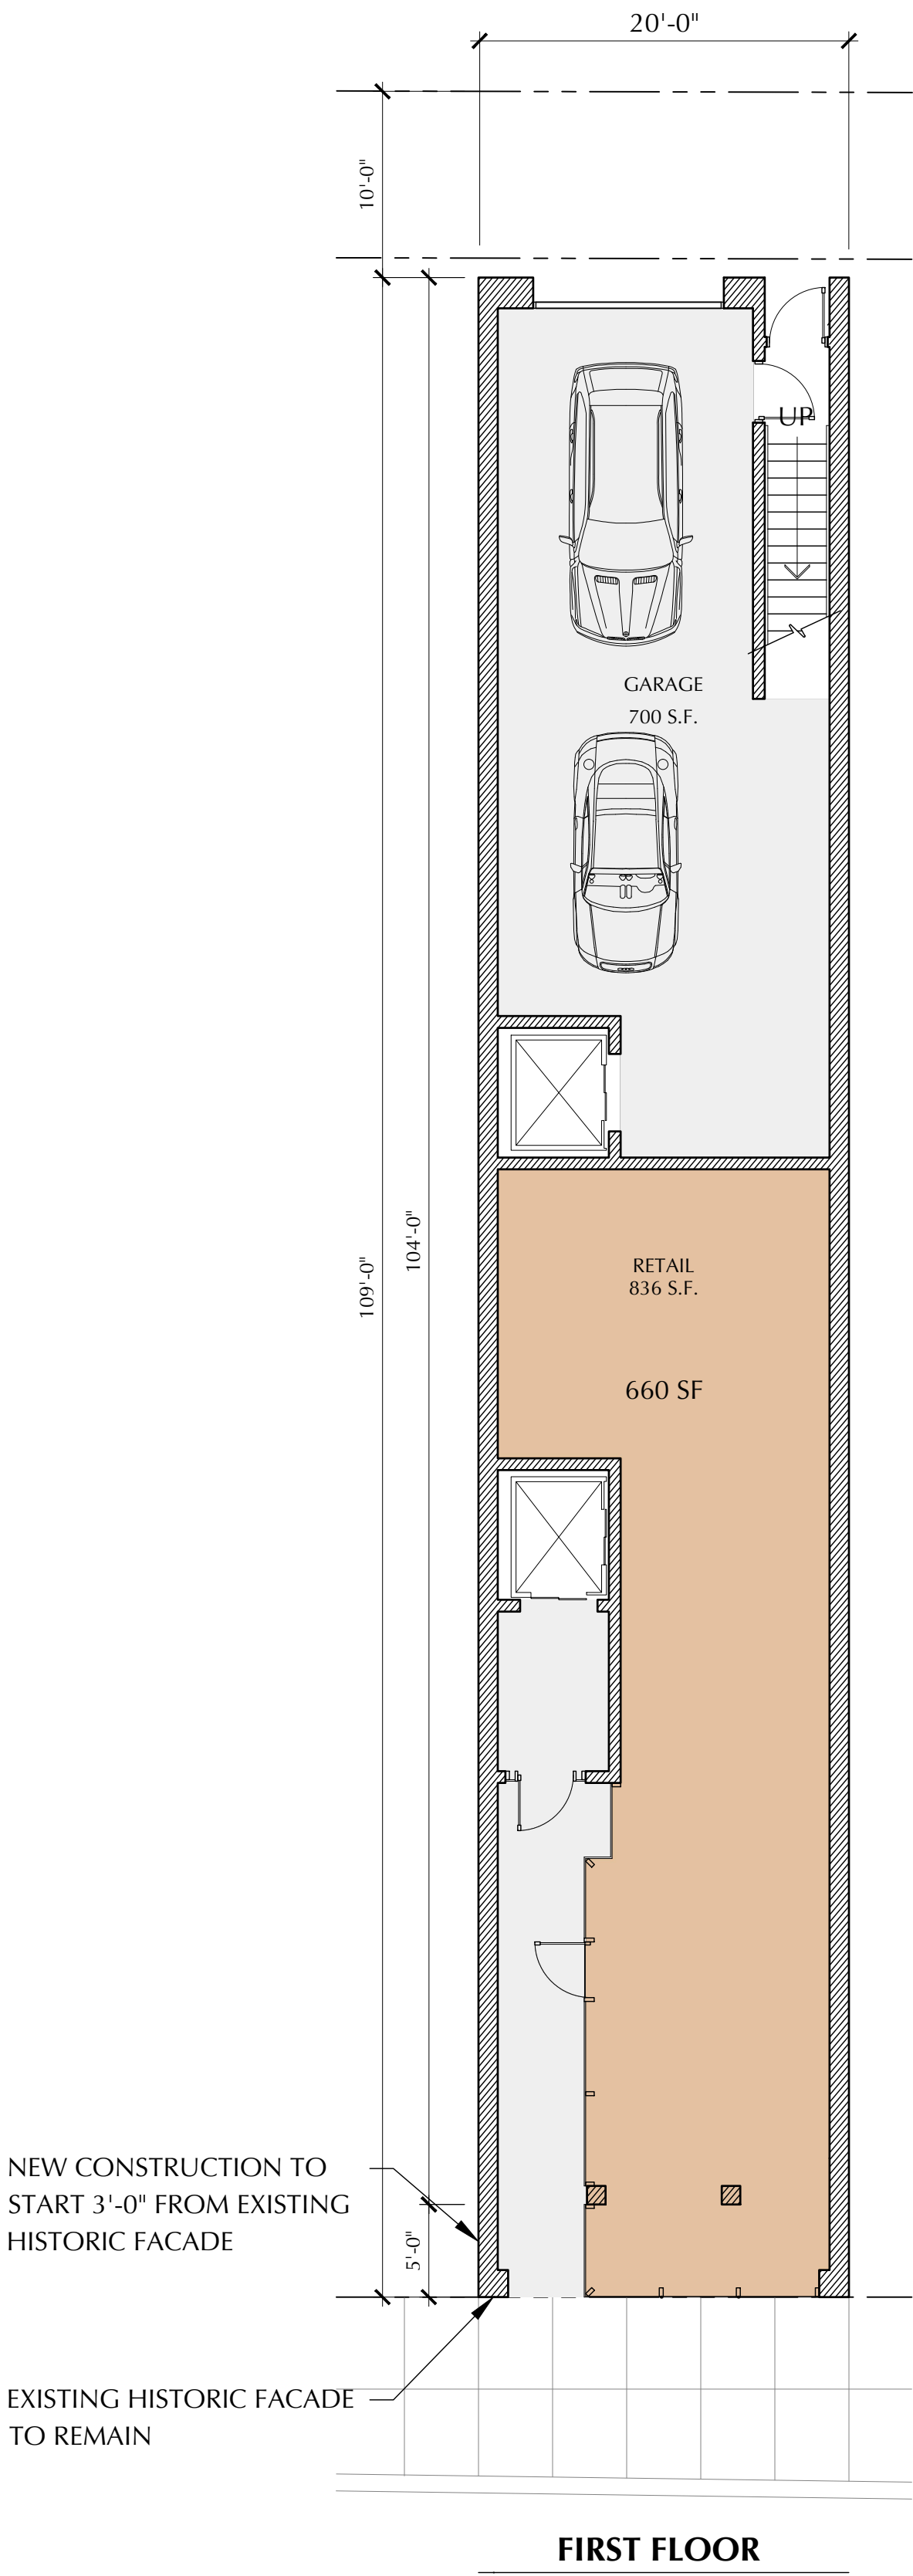 20'-0"
10'-0"
UP
GARAGE
700 S.F.
104'-0"
109'-0"
RETAIL
836 S.F.
660 SF
NEW CONSTRUCTION TO
START 3'-0" FROM EXISTING
HISTORIC FACADE
5'-0"
EXISTING HISTORIC FACADE
TO REMAIN
FIRST FLOOR